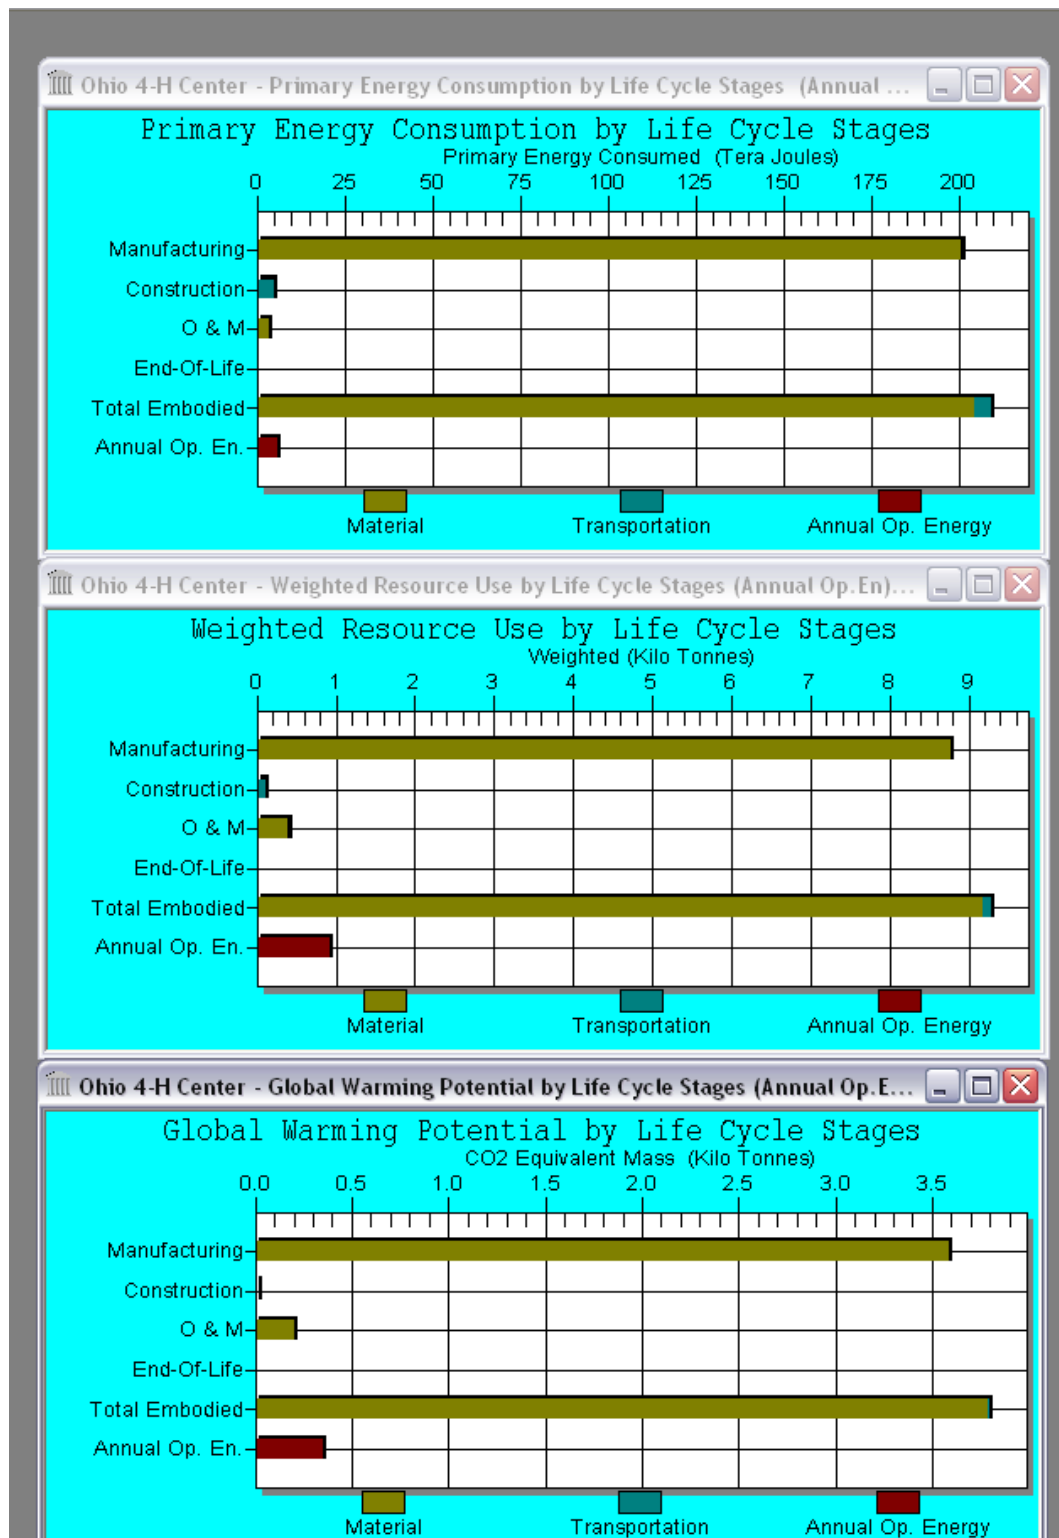 Ohio 4-H Center - Primary Energy Consumption by Life Cycle Stages (Annual ...
Primary Energy Consumption by Life Cycle Stages
Primary Energy Consumed (Tera Joules)
0 25 50 75 100 125 150 175 200
Manufacturing
Construction
O & M
End-Of-Life
Total Embodied
Annual Op. En.
Material Transportation Annual Op. Energy
Ohio 4-H Center - Weighted Resource Use by Life Cycle Stages (Annual Op.En)...
Weighted Resource Use by Life Cycle Stages
Weighted (Kilo Tonnes)
0 1 2 3 4 5 6 7 8 9
Manufacturing
Construction
O & M
End-Of-Life
Total Embodied
Annual Op. En.
Material Transportation Annual Op. Energy
Ohio 4-H Center - Global Warming Potential by Life Cycle Stages (Annual Op.E...
Global Warming Potential by Life Cycle Stages
CO2 Equivalent Mass (Kilo Tonnes)
0.0 0.5 1.0 1.5 2.0 2.5 3.0 3.5
Manufacturing
Construction
O & M
End-Of-Life
Total Embodied
Annual Op. En.
Material Transportation Annual Op. Energy